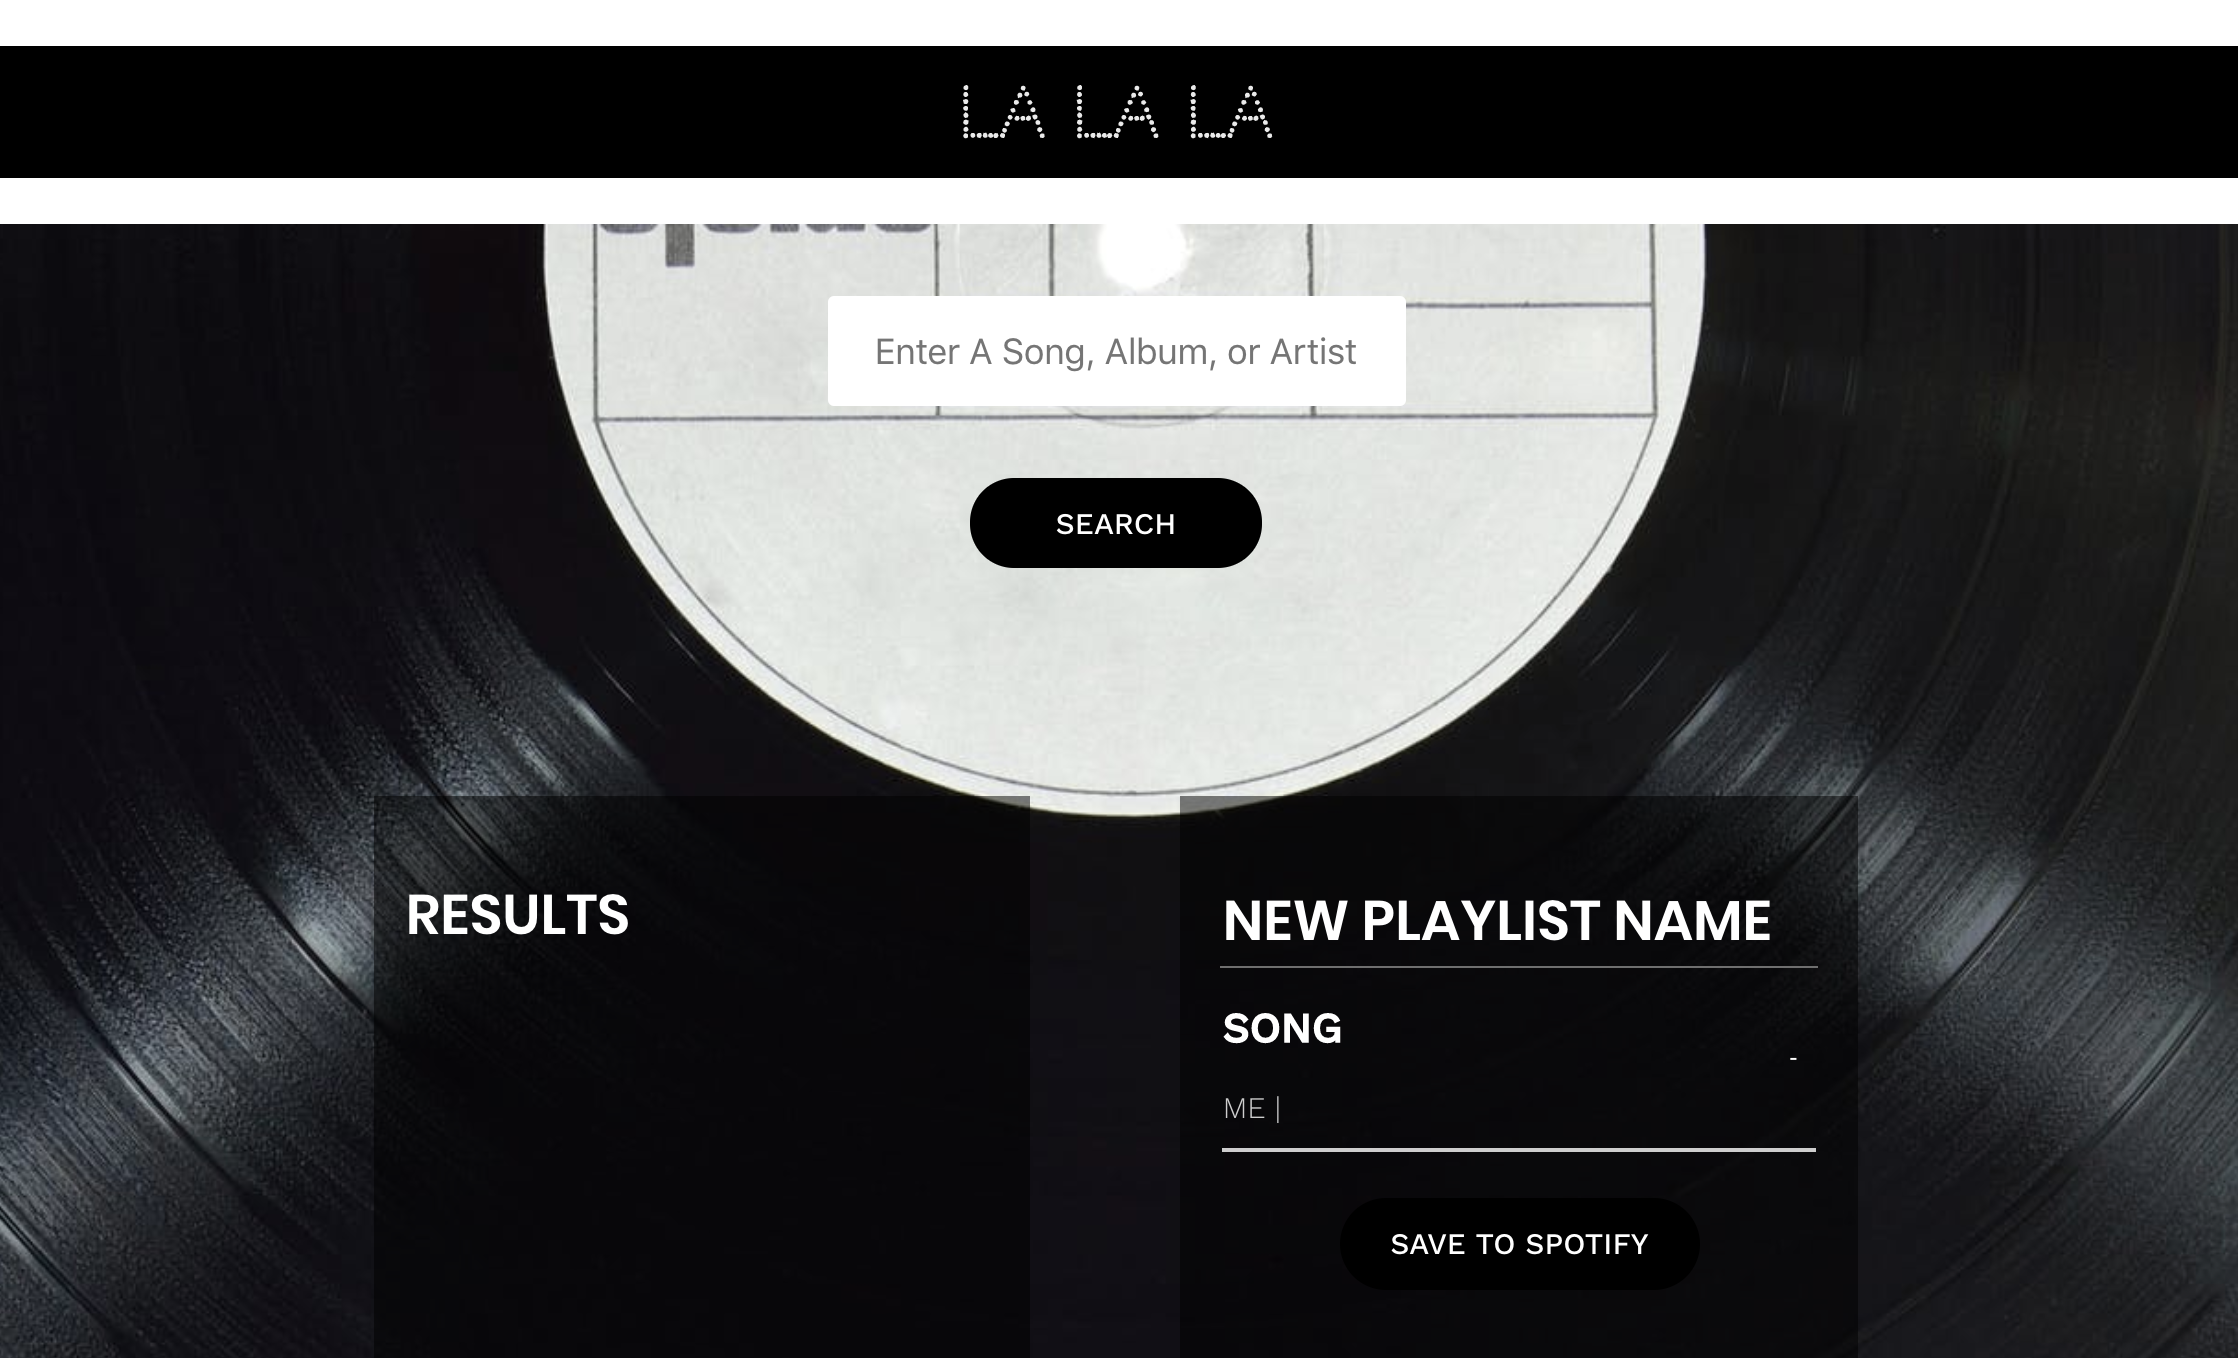 LA LA LA
Enter A Song, Album, or Artist
SEARCH
RESULTS
NEW PLAYLIST NAME
SONG
-
ME |
SAVE TO SPOTIFY